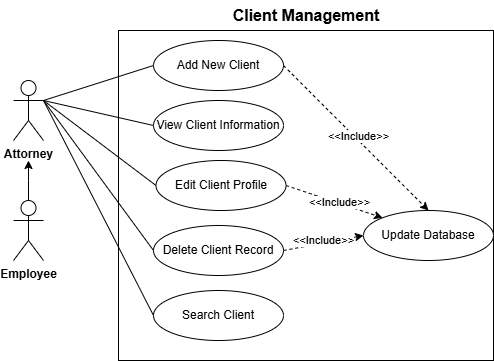 Client Management
Add New Client
View Client Information
<<Include>>
Attorney
Edit Client Profile
<<Include>>
Update Database
<<Include>>
Delete Client Record
Employee
Search Client